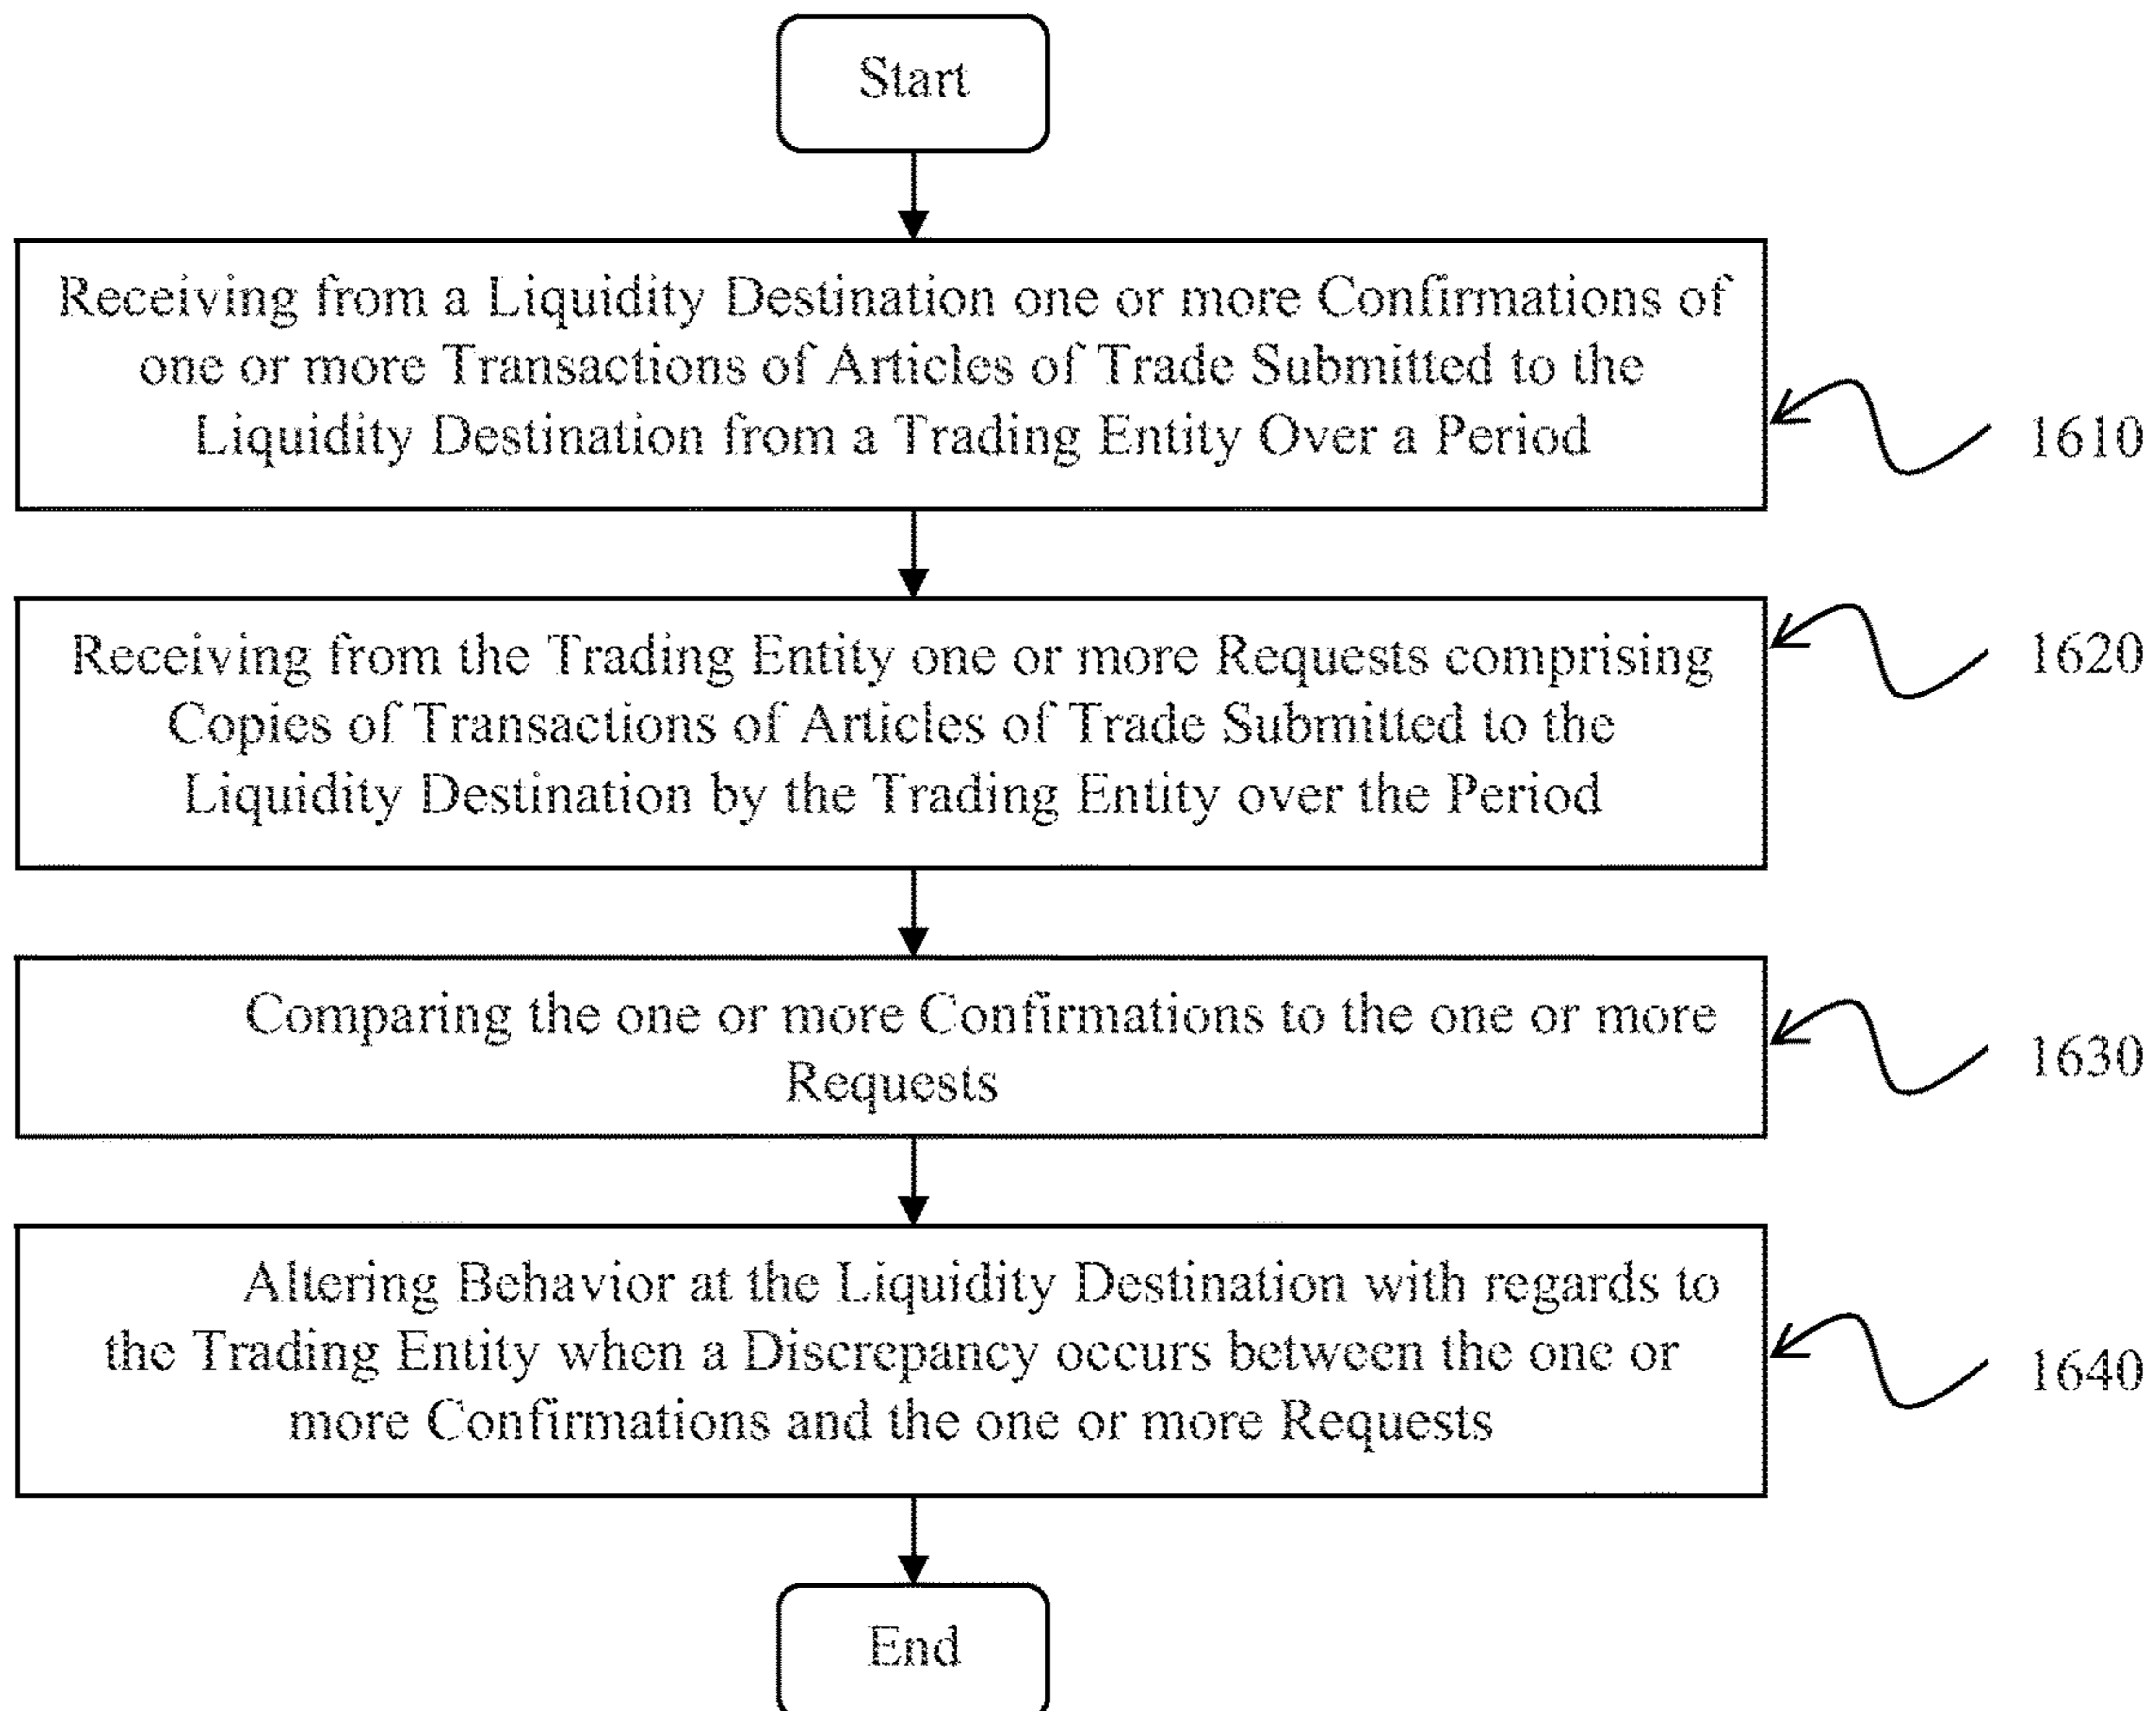 Start
Receiving from a Liquidity Destination one or more Confirmations of
one or more Transactions of Articles of Trade Submitted to the
Liquidity Destination from a Trading Entity Over a Period
1610
Receiving from the Trading Entity one or more Requests comprising
Copies of Transactions of Articles of Trade Submitted to the
Liquidity Destination by the Trading Entity over the Period
1620
Comparing the one or more Confirmations to the one or more
Requests
1630
Altering Behavior at the Liquidity Destination with regards to
the Trading Entity when a Discrepancy occurs between the one or
more Confirmations and the one or more Requests
1640
End